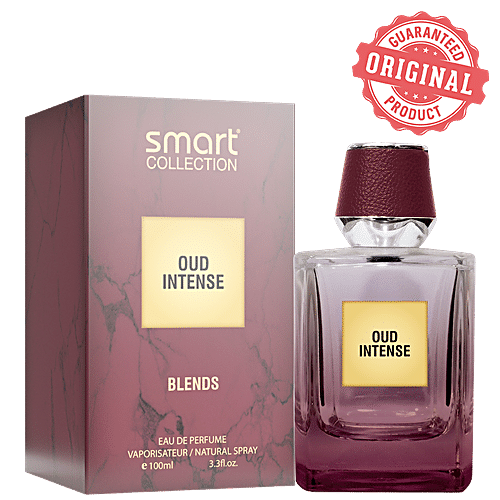 GUARANTEED
ORIGINAL
PRODUCT
smart
COLLECTION
OUD
INTENSE
BLENDS
EAU DE PERFUME
VAPORISATEUR / NATURAL SPRAY
e 100ml 3.3fl.oz.
OUD
INTENSE